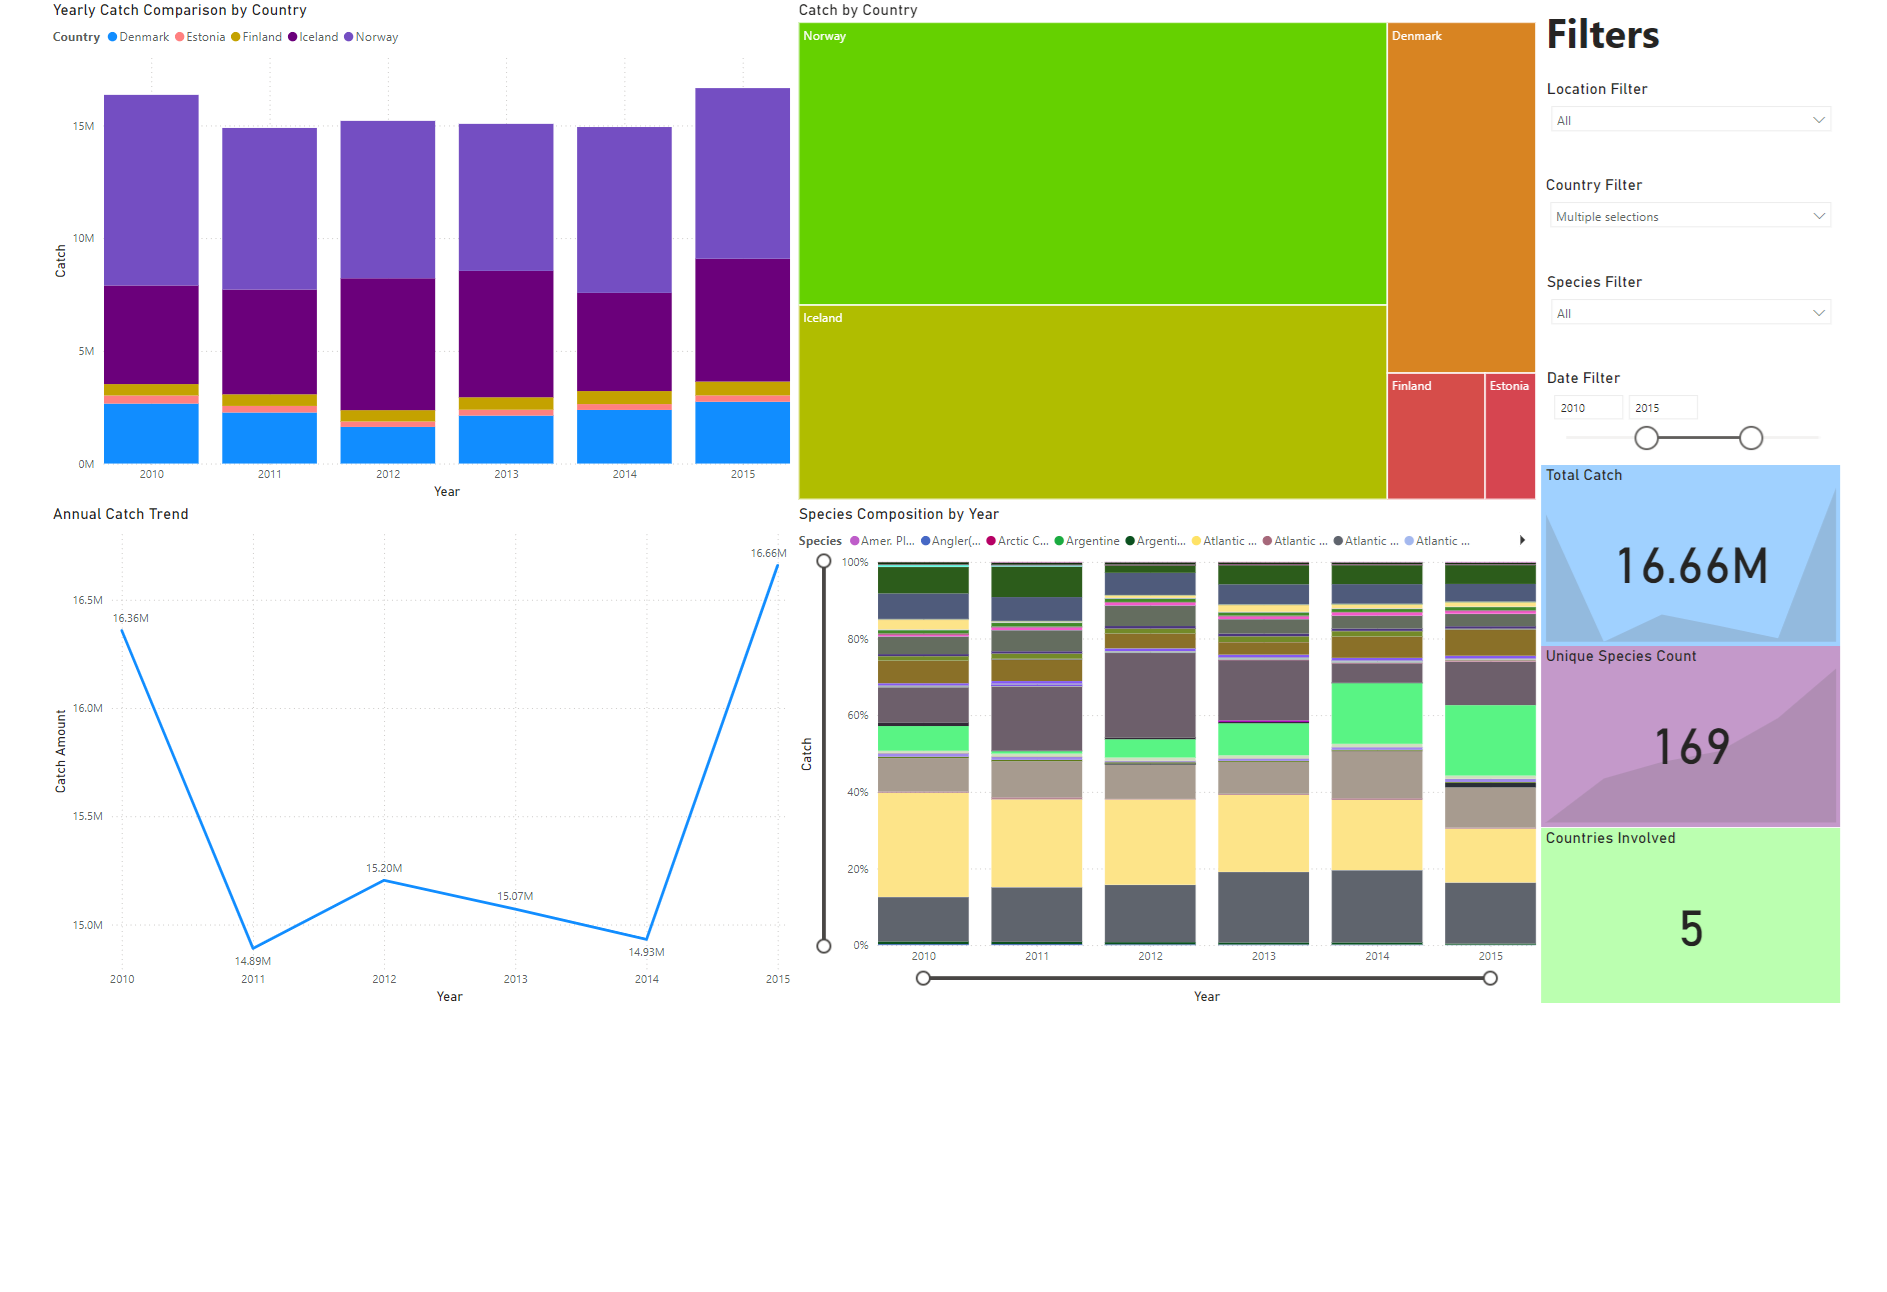 Yearly Catch Comparison by Country
Country Denmark Estonia Finland Iceland Norway
15M
10M
5M
0M
Catch
2010 2011 2012 2013 2014 2015
Year
Catch by Country
Norway
Denmark
Iceland
Finland
Estonia
Filters
Location Filter
All
Country Filter
Multiple selections
Species Filter
All
Date Filter
2010 2015
Annual Catch Trend
16.66M
16.36M
15.20M
15.07M
14.93M
14.89M
16.5M
16.0M
15.5M
15.0M
Catch Amount
2010 2011 2012 2013 2014 2015
Year
Species Composition by Year
Species Amer. Pl... Angler(... Arctic C... Argentine Argenti... Atlantic ... Atlantic ... Atlantic ... Atlantic ...
100%
80%
60%
40%
20%
0%
Catch
2010 2011 2012 2013 2014 2015
Year
Total Catch
16.66M
Unique Species Count
169
Countries Involved
5